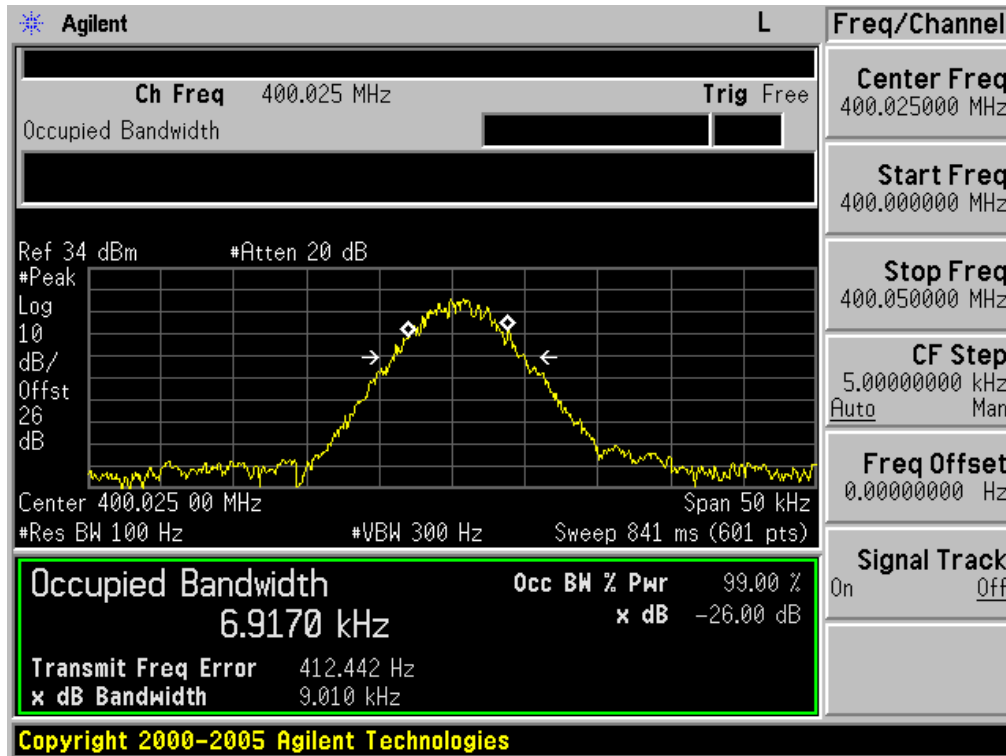 Agilent
L
Ch Freq 400.025 MHz Trig Free
Occupied Bandwidth
Ref 34 dBm #Atten 20 dB
#Peak
Log
10
dB/
Offst
26
dB
Center 400.025 00 MHz Span 50 kHz
#Res BW 100 Hz #VBW 300 Hz Sweep 841 ms (601 pts)
Occupied Bandwidth
6.9170 kHz
Occ BW % Pwr 99.00 %
x dB -26.00 dB
Transmit Freq Error 412.442 Hz
x dB Bandwidth 9.010 kHz
Copyright 2000-2005 Agilent Technologies
Freq/Channel
Center Freq
400.025000 MHz
Start Freq
400.000000 MHz
Stop Freq
400.050000 MHz
CF Step
5.00000000 kHz
Auto Man
Freq Offset
0.00000000 Hz
Signal Track
On Off